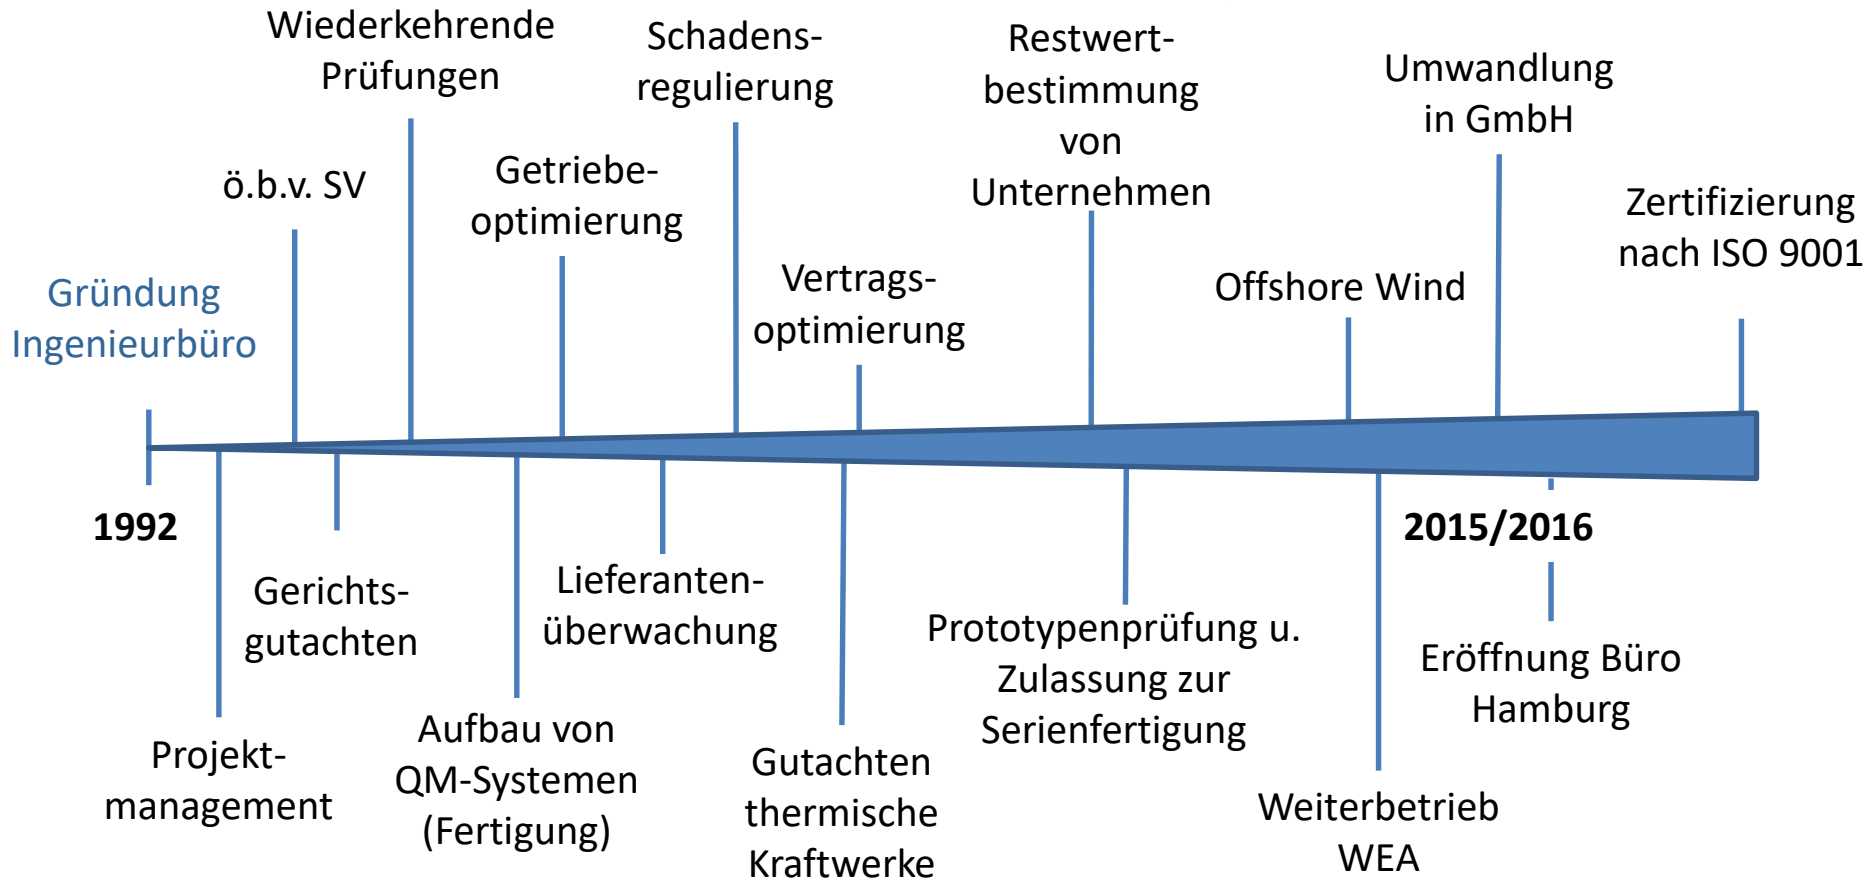 Wiederkehrende
Prüfungen
Schadens-
regulierung
Restwert-
bestimmung
von
Unternehmen
Umwandlung
in GmbH
ö.b.v. SV
Getriebe-
optimierung
Zertifizierung
nach ISO 9001
Gründung
Ingenieurbüro
Vertrags-
optimierung
Offshore Wind
1992
2015/2016
Gerichts-
gutachten
Lieferanten-
überwachung
Prototypenprüfung u.
Zulassung zur
Serienfertigung
Eröffnung Büro
Hamburg
Projekt-
management
Aufbau von
QM-Systemen
(Fertigung)
Gutachten
thermische
Kraftwerke
Weiterbetrieb
WEA